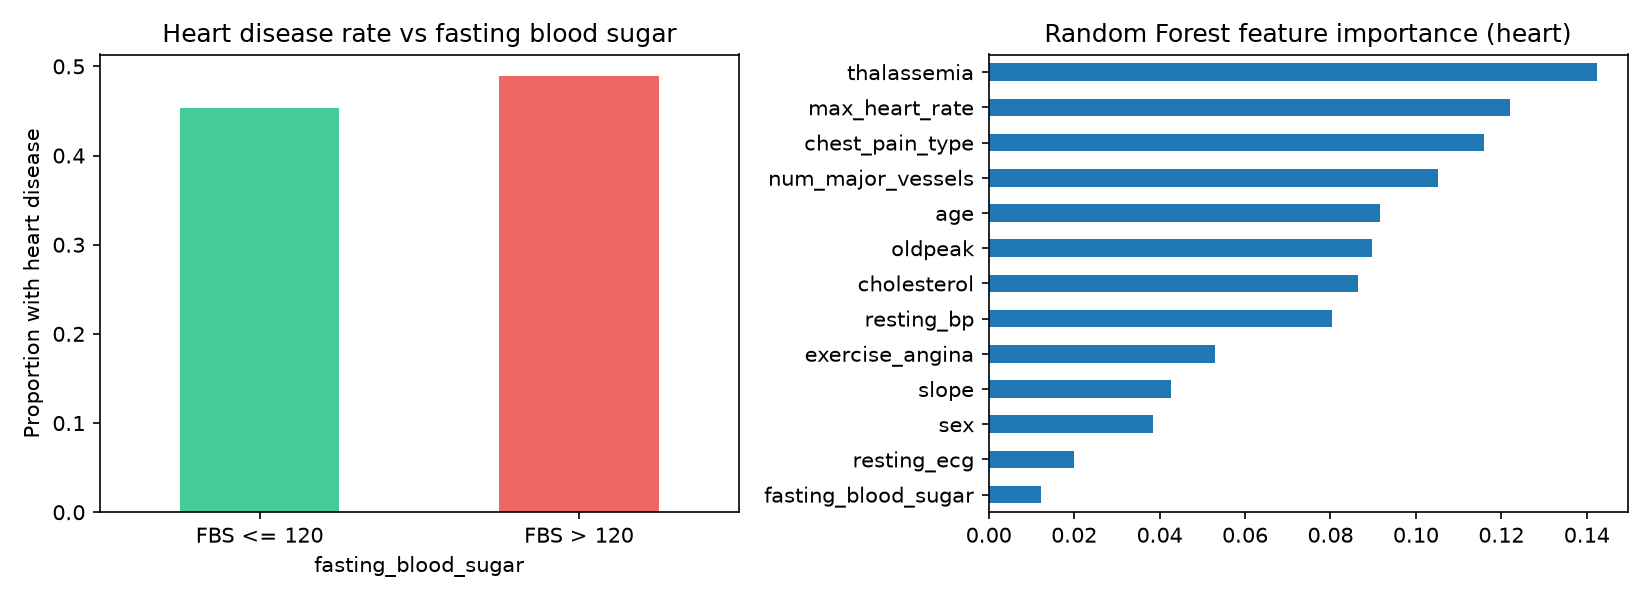 Heart disease rate vs fasting blood sugar
Proportion with heart disease
0.5
0.4
0.3
0.2
0.1
0.0
FBS <= 120
FBS > 120
fasting_blood_sugar
Random Forest feature importance (heart)
thalassemia
max_heart_rate
chest_pain_type
num_major_vessels
age
oldpeak
cholesterol
resting_bp
exercise_angina
slope
sex
resting_ecg
fasting_blood_sugar
0.00 0.02 0.04 0.06 0.08 0.10 0.12 0.14